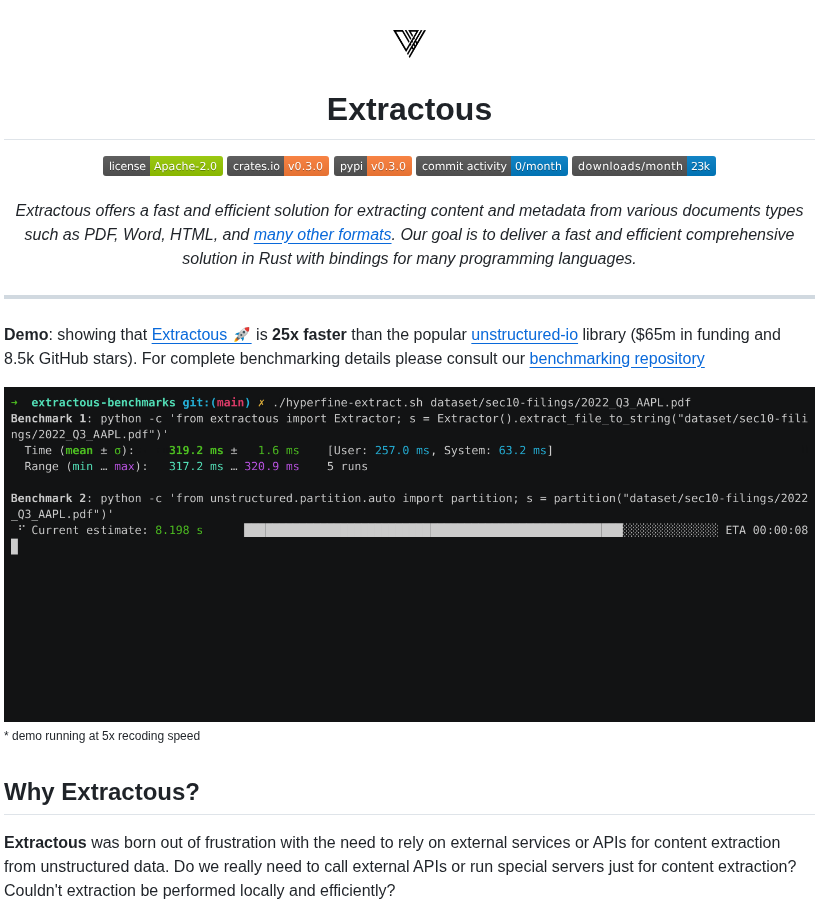 Extractous
license Apache-2.0 crates.io v0.3.0 pypi v0.3.0 commit activity 0/month downloads/month 23k
Extractous offers a fast and efficient solution for extracting content and metadata from various documents types
such as PDF, Word, HTML, and many other formats. Our goal is to deliver a fast and efficient comprehensive
solution in Rust with bindings for many programming languages.
Demo: showing that Extractous 🚀 is 25x faster than the popular unstructured-io library ($65m in funding and
8.5k GitHub stars). For complete benchmarking details please consult our benchmarking repository
→ extractous-benchmarks git:(main) ✗ ./hyperfine-extract.sh dataset/sec10-filings/2022_Q3_AAPL.pdf
Benchmark 1: python -c 'from extractous import Extractor; s = Extractor().extract_file_to_string("dataset/sec10-fili
ngs/2022_Q3_AAPL.pdf")'
Time (mean ± σ): 319.2 ms ± 1.6 ms [User: 257.0 ms, System: 63.2 ms]
Range (min … max): 317.2 ms … 320.9 ms 5 runs
Benchmark 2: python -c 'from unstructured.partition.auto import partition; s = partition("dataset/sec10-filings/2022
_Q3_AAPL.pdf")'
Current estimate: 8.198 s ETA 00:00:08
* demo running at 5x recoding speed
Why Extractous?
Extractous was born out of frustration with the need to rely on external services or APIs for content extraction
from unstructured data. Do we really need to call external APIs or run special servers just for content extraction?
Couldn't extraction be performed locally and efficiently?